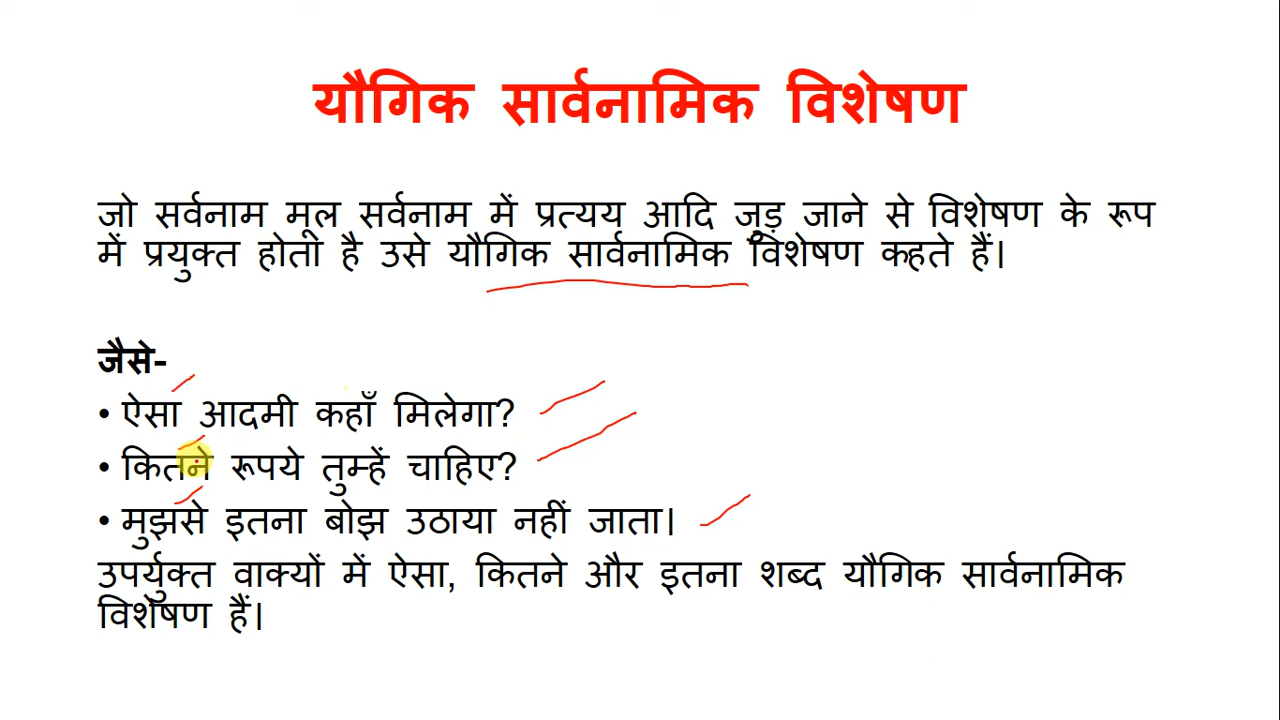 यौगिक सार्वनामिक विशेषण
जो सर्वनाम मूल सर्वनाम में प्रत्यय आदि जुड़ जाने से विशेषण के रूप
में प्रयुक्त होता है उसे यौगिक सार्वनामिक विशेषण कहते हैं।
जैसे-
• ऐसा आदमी कहाँ मिलेगा?
• कितने रूपये तुम्हें चाहिए?
• मुझसे इतना बोझ उठाया नहीं जाता।
उपर्युक्त वाक्यों में ऐसा, कितने और इतना शब्द यौगिक सार्वनामिक
विशेषण हैं।